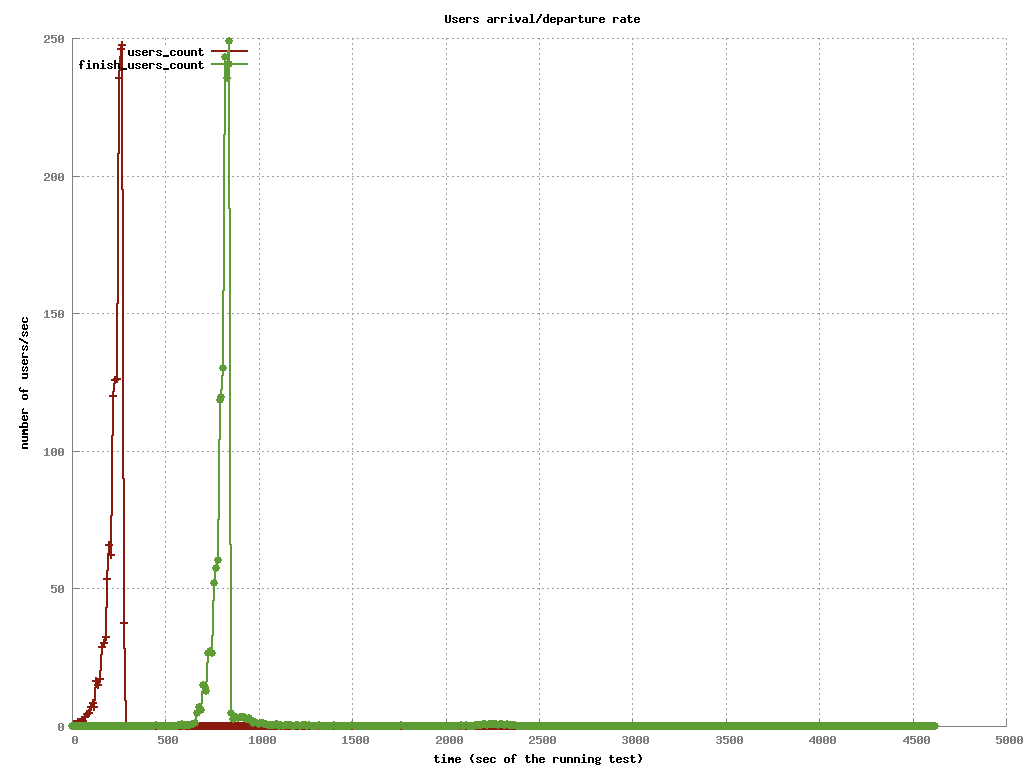 Users arrival/departure rate
250
users_count
finish_users_count
200
150
number of users/sec
100
50
0
0 500 1000 1500 2000 2500 3000 3500 4000 4500 5000
time (sec of the running test)